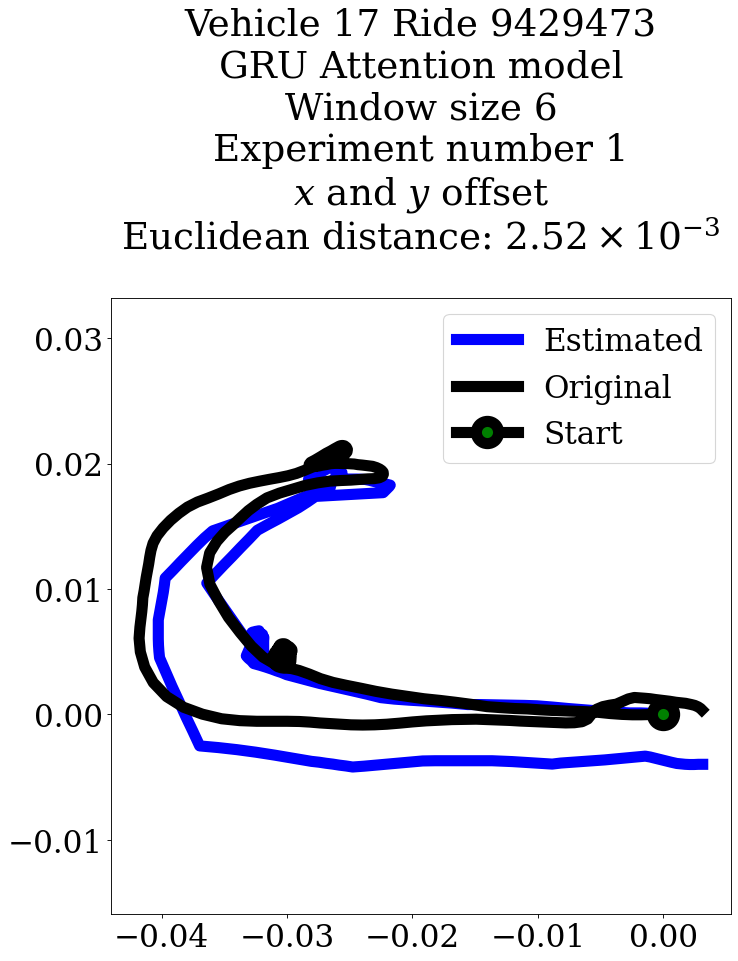 Vehicle 17 Ride 9429473
GRU Attention model
Window size 6
Experiment number 1
x and y offset
Euclidean distance: 2.52 × 10⁻³
Estimated
Original
Start
0.03
0.02
0.01
0.00
−0.01
−0.04 −0.03 −0.02 −0.01 0.00